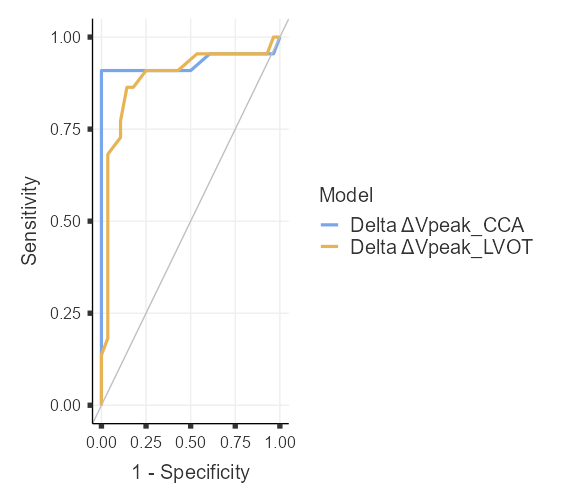 1.00
0.75
0.50
0.25
0.00
Sensitivity
0.00 0.25 0.50 0.75 1.00
1 - Specificity
Model
Delta ΔVpeak_CCA
Delta ΔVpeak_LVOT